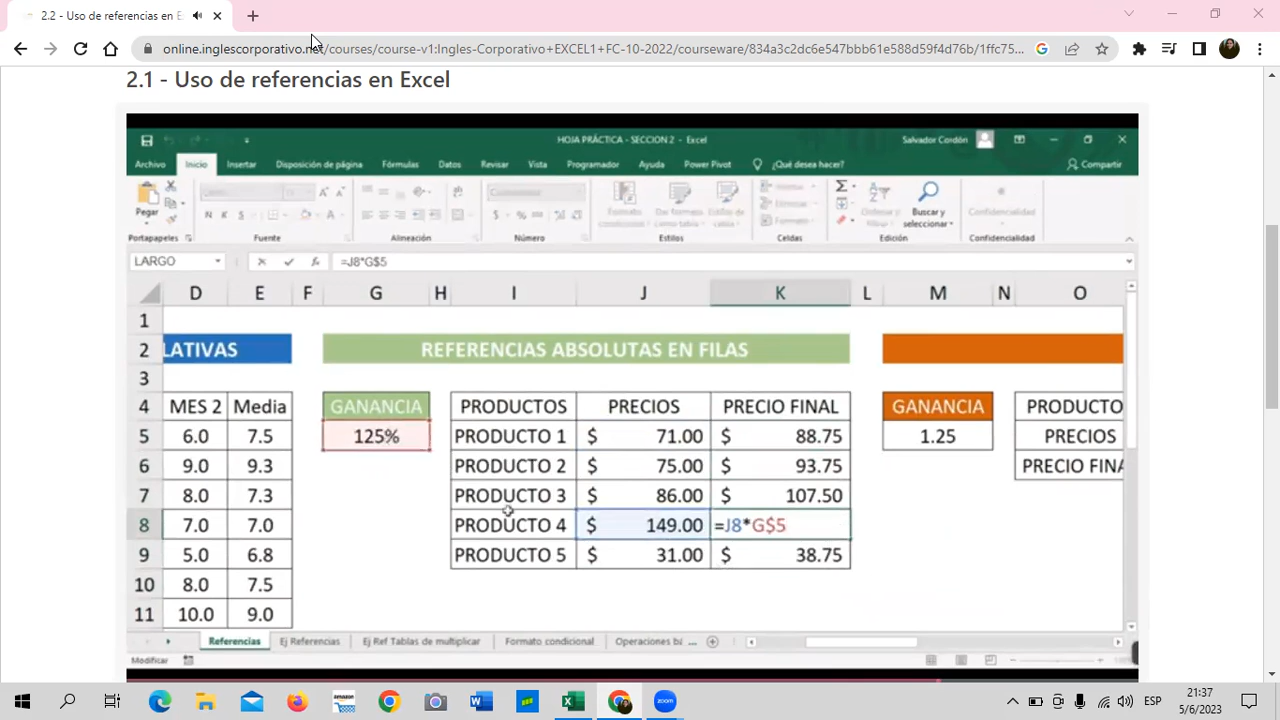 2.2 - Uso de referencias en E
online.inglescorporativo.net/courses/course-v1:Ingles-Corporativo+EXCEL1+FC-10-2022/courseware/834a3c2dc6e547bbb61e588d59f4d76b/1ffc75...
2.1 - Uso de referencias en Excel
HOJA PRÁCTICA - SECCION 2 - Excel
Salvador Cordón
Archivo Inicio Insertar Disposición de página Fórmulas Datos Revisar Vista Programador Ayuda Power Pivot ¿Qué desea hacer? Compartir
Pegar
Buscar y
seleccionar
Confidencialidad
Portapapeles Fuente Alineación Número Estilos Celdas Edición Confidencialidad
LARGO =J8*G$5
D E F G H I J K L M N O
1
2 LATIVAS REFERENCIAS ABSOLUTAS EN FILAS
3
4 MES 2 Media GANANCIA PRODUCTOS PRECIOS PRECIO FINAL GANANCIA PRODUCTO
5 6.0 7.5 125% PRODUCTO 1 $ 71.00 $ 88.75 1.25 PRECIOS
6 9.0 9.3 PRODUCTO 2 $ 75.00 $ 93.75 PRECIO FINA
7 8.0 7.3 PRODUCTO 3 $ 86.00 $ 107.50
8 7.0 7.0 PRODUCTO 4 $ 149.00 =J8*G$5
9 5.0 6.8 PRODUCTO 5 $ 31.00 $ 38.75
10 8.0 7.5
11 10.0 9.0
Referencias Ej Referencias Ej Ref Tablas de multiplicar Formato condicional Operaciones bá ...
Modificar
amazon
zoom
ESP
21:37
5/6/2023